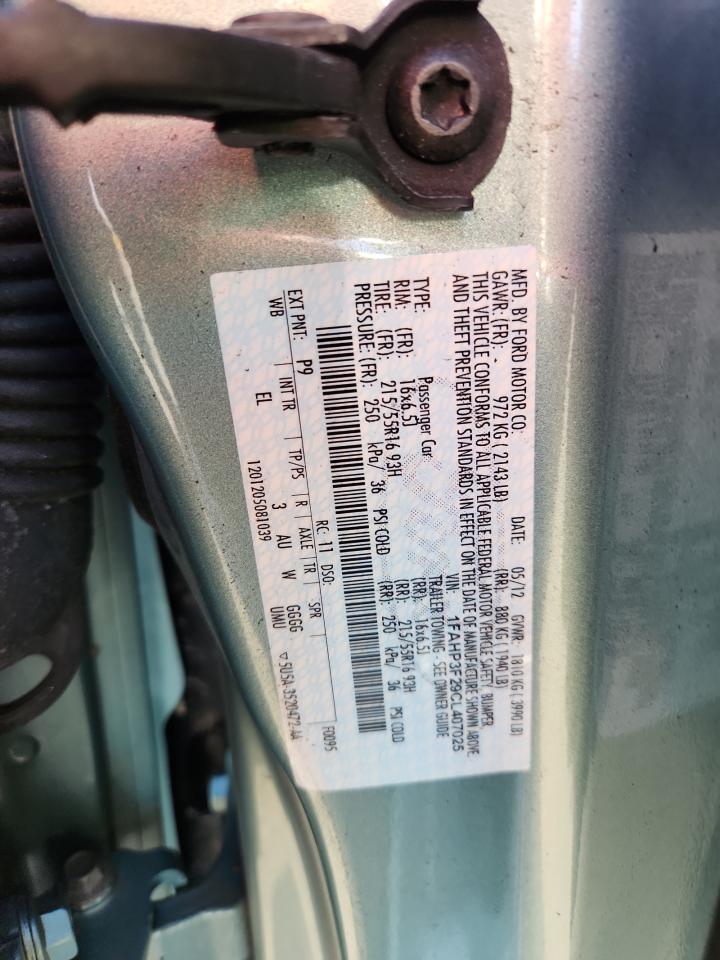 MFD. BY FORD MOTOR CO. DATE: 05/12 GVWR: 1810 KG ( 3990 LB)
GAWR: (FR): 972 KG ( 2143 LB) (RR): 880 KG ( 1940 LB)
THIS VEHICLE CONFORMS TO ALL APPLICABLE FEDERAL MOTOR VEHICLE SAFETY, BUMPER,
AND THEFT PREVENTION STANDARDS IN EFFECT ON THE DATE OF MANUFACTURE SHOWN ABOVE
VIN: 1FAHP3F29CL407025
TYPE: Passenger Car TRAILER TOWING - SEE OWNER GUIDE
RIM: (FR): 16x6.5J (RR): 16x6.5J
TIRE: (FR): 215/55R16 93H (RR): 215/55R16 93H
PRESSURE: (FR): 250 kPa/ 36 PSI COLD (RR): 250 kPa/ 36 PSI COLD
RC: 11 DSO: F0095
EXT PNT: P9
WB | INT TR | TP/PS | R | AXLE | TR | SPR
EL 3 AU W GGGG
1201205081039 UMU
5U5A-3520472-AA